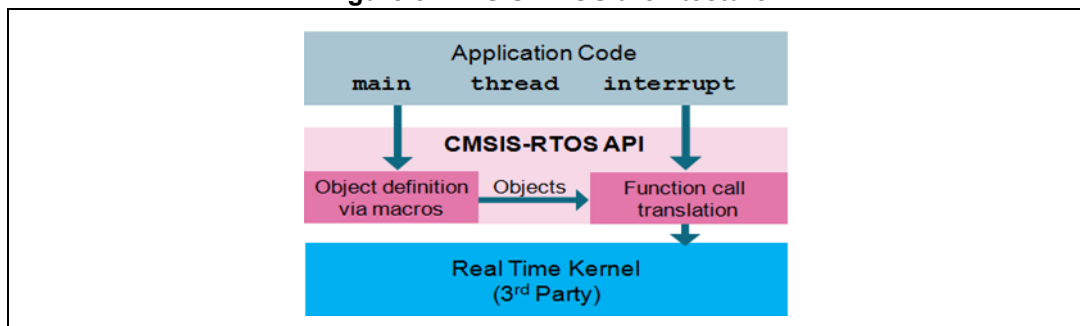 Application Code
main thread interrupt
CMSIS-RTOS API
Object definition
via macros
Objects
Function call
translation
Real Time Kernel
(3rd Party)